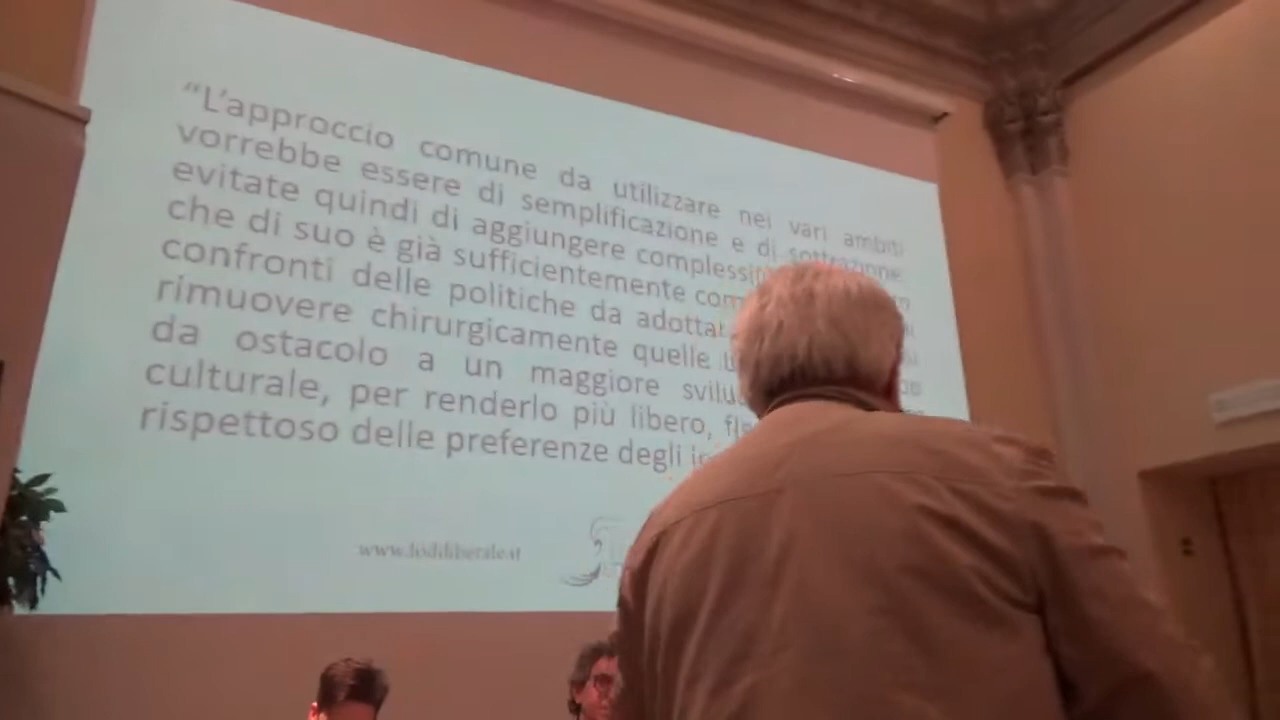 “L'approccio comune da utilizzare nei vari ambiti
vorrebbe essere di semplificazione e di sottrazione:
evitate quindi di aggiungere
che di suo è già sufficientemente
confronti delle politiche da
rimuovere chirurgicamente quelle
da ostacolo a un maggiore
culturale, per renderlo più libero,
rispettoso delle preferenze degli
www.lodiliberale.it